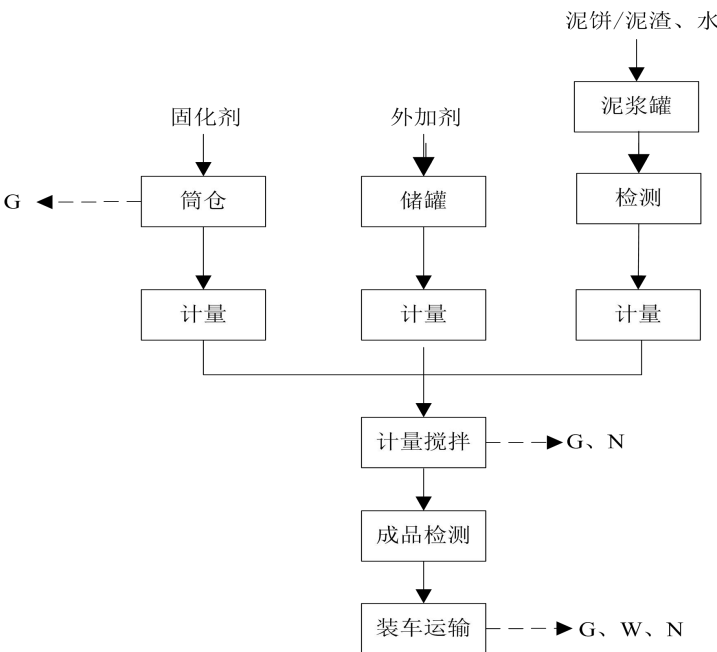 泥饼/泥渣、水
泥浆罐
固化剂
外加剂
G
筒仓
储罐
检测
计量
计量
计量
计量搅拌
G、N
成品检测
装车运输
G、W、N